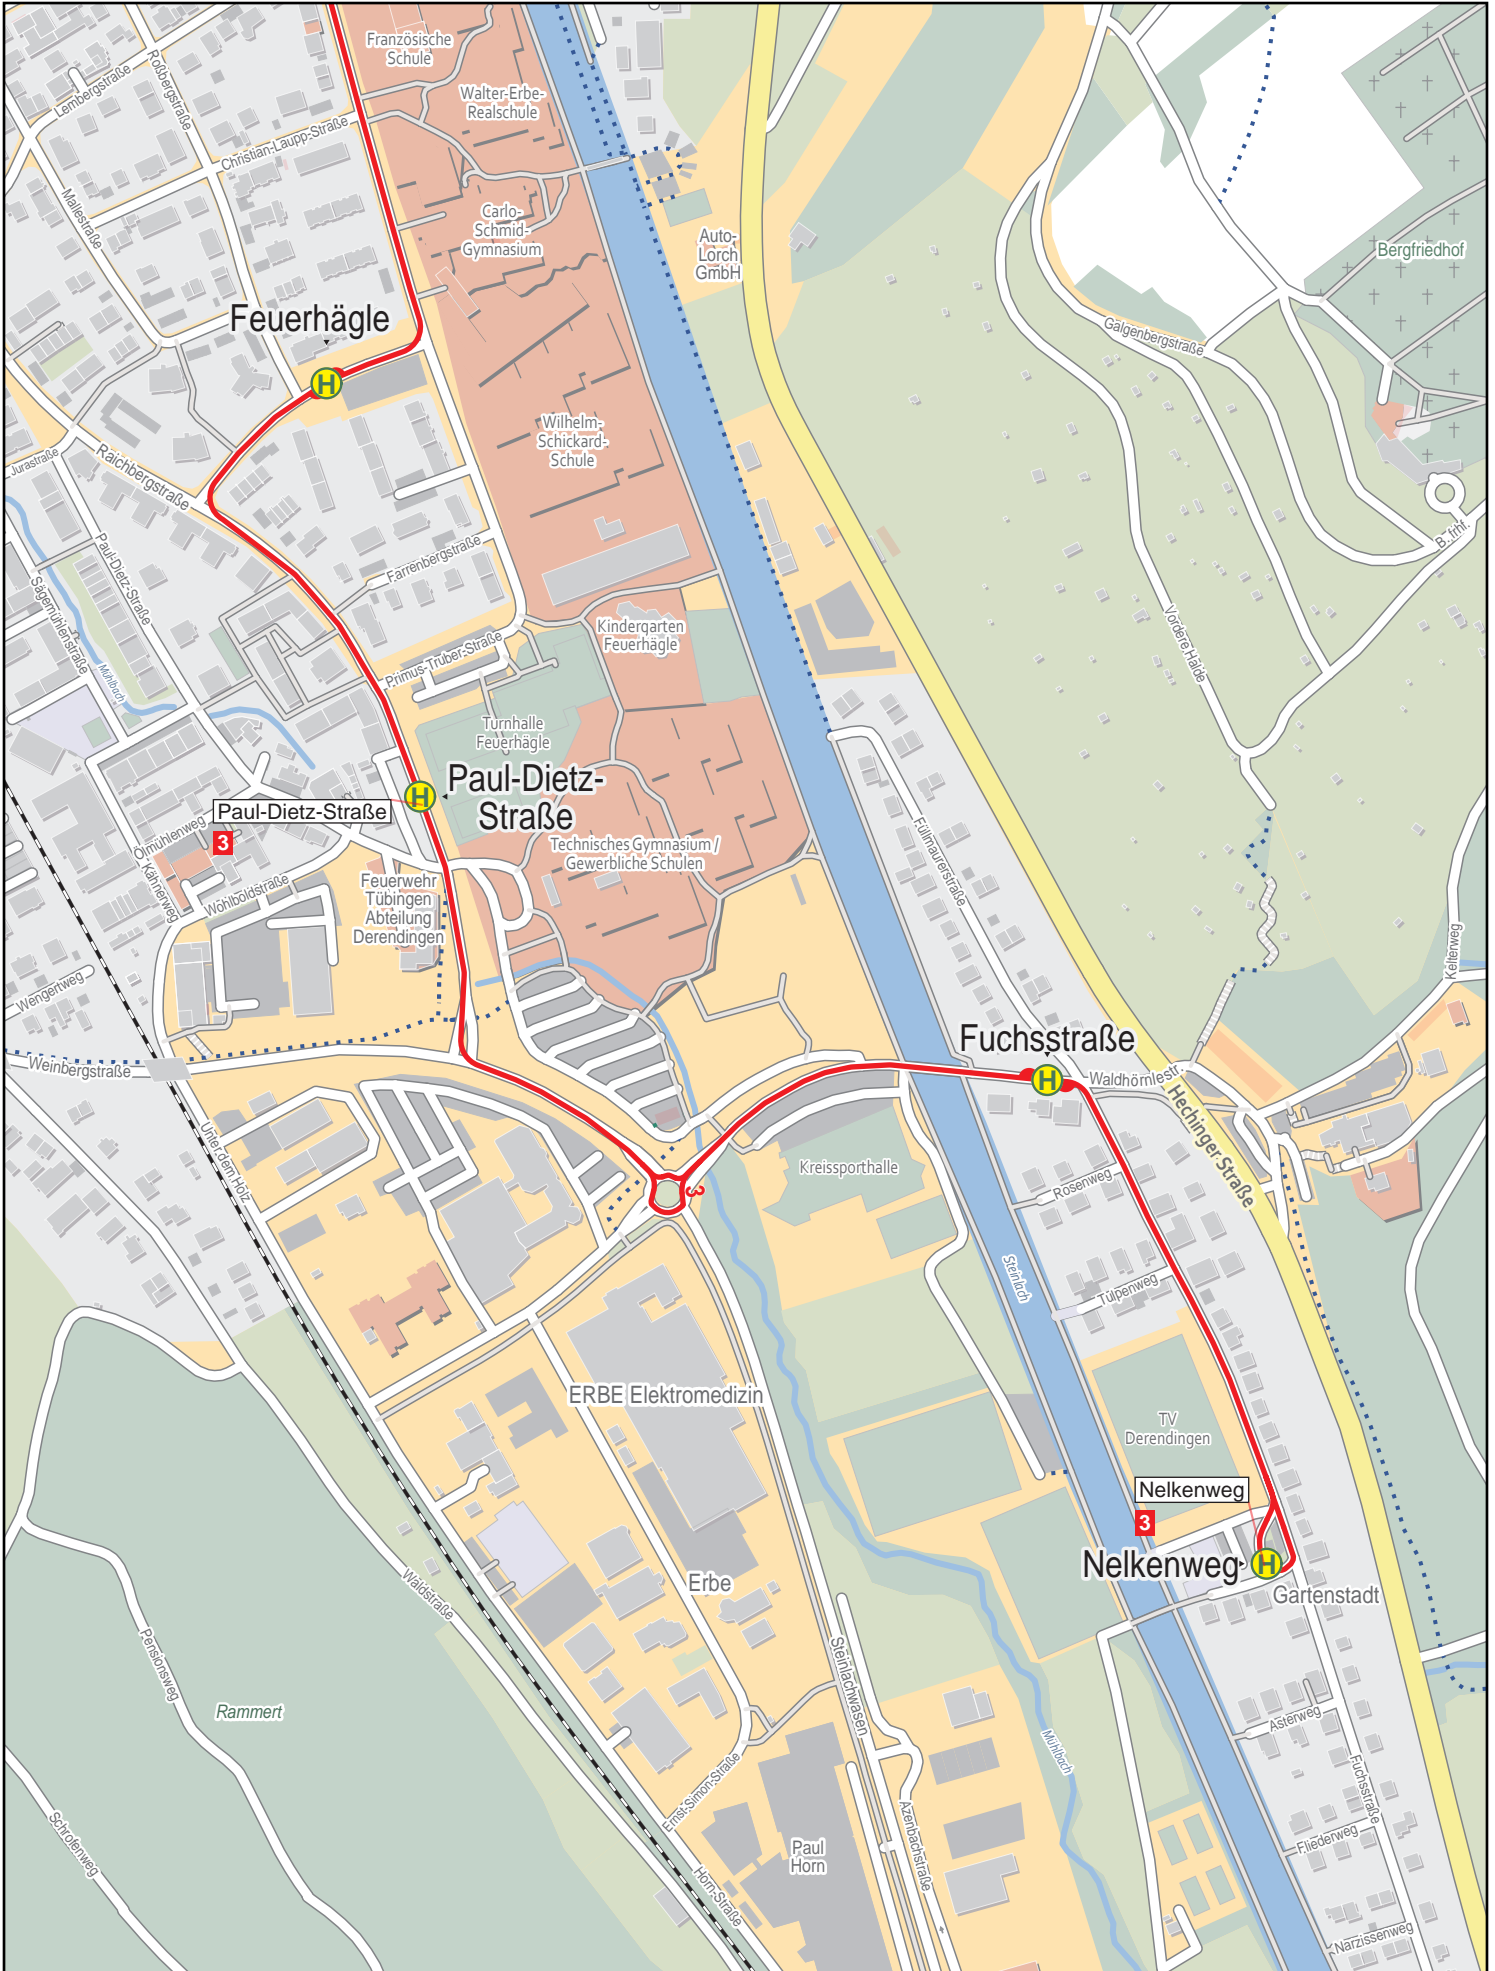 Französische
Schule
Lembergstraße
Roßbergstraße
Walter-Erbe-
Realschule
Christian-Laupp-Straße
Mallestraße
Carlo-
Schmid-
Gymnasium
Auto-
Lorch
GmbH
Bergfriedhof
Feuerhägle
H
Galgenbergstraße
Wilhelm-
Schickard-
Schule
Jurastraße
Raichbergstraße
B.frhf.
Paul-Dietz-Straße
Farrenbergstraße
Sägemühlenstraße
Kindergarten
Feuerhägle
Vordere Halde
Primus-Truber-Straße
Mühlbach
Turnhalle
Feuerhägle
Paul-Dietz-
Straße
H
Paul-Dietz-Straße
3
Ölmühlenweg
Technisches Gymnasium /
Gewerbliche Schulen
Füllmaurerstraße
Kähnerweg
Wöhlboldstraße
Feuerwehr
Tübingen
Abteilung
Derendingen
Kelterweg
Wengertweg
Fuchsstraße
H
Weinbergstraße
Waldhörnlestr.
Hechinger Straße
Unter dem Holz
Kreissporthalle
Rosenweg
3
Steinlach
Tulpenweg
ERBE Elektromedizin
TV
Derendingen
Nelkenweg
3
Nelkenweg
H
Gartenstadt
Erbe
Waldstraße
Pensionsweg
Steinlachwasen
Rammert
Asterweg
Mühlbach
Fuchsstraße
Ernst-Simon-Straße
Azenbachstraße
Schrofenweg
Paul
Horn
Fliederweg
Horn-Straße
Narzissenweg